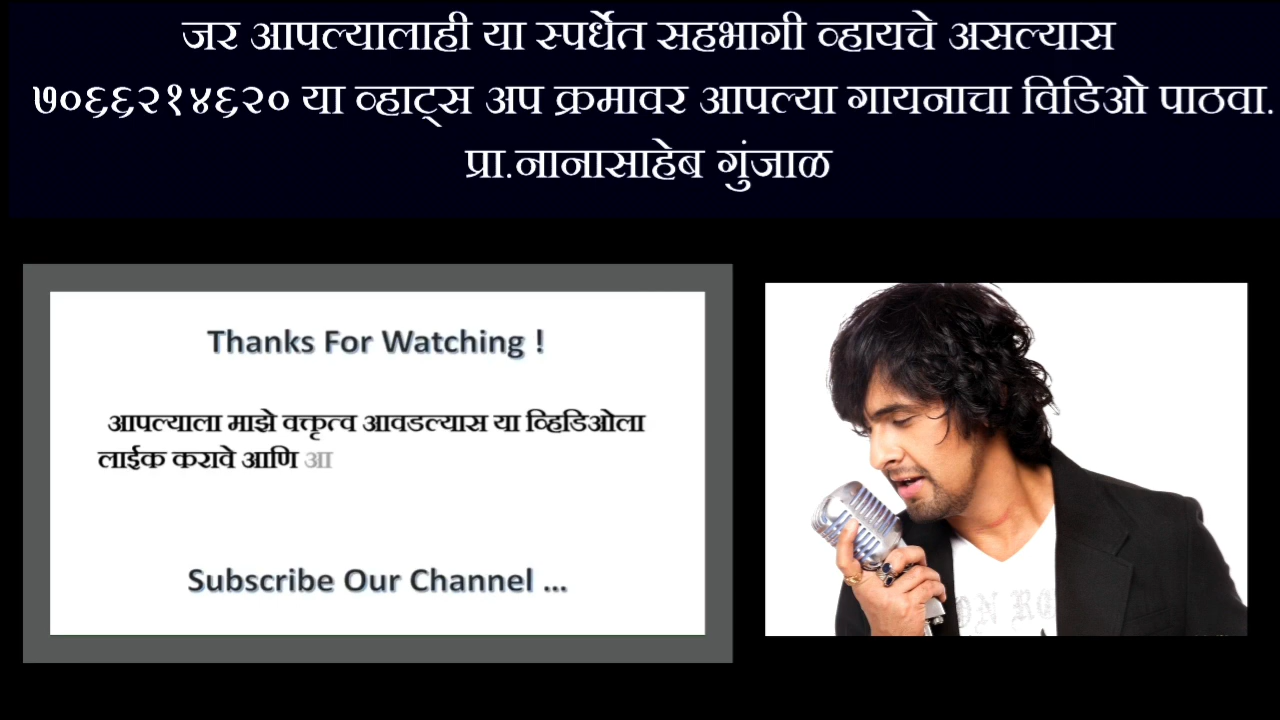 जर आपल्यालाही या स्पर्धेत सहभागी व्हायचे असल्यास
७०६६२१४६२० या व्हाट्स अप क्रमावर आपल्या गायनाचा विडिओ पाठवा.
प्रा.नानासाहेब गुंजाळ
Thanks For Watching !
आपल्याला माझे वक्तृत्व आवडल्यास या व्हिडिओला
लाईक करावे आणि आ
Subscribe Our Channel ...